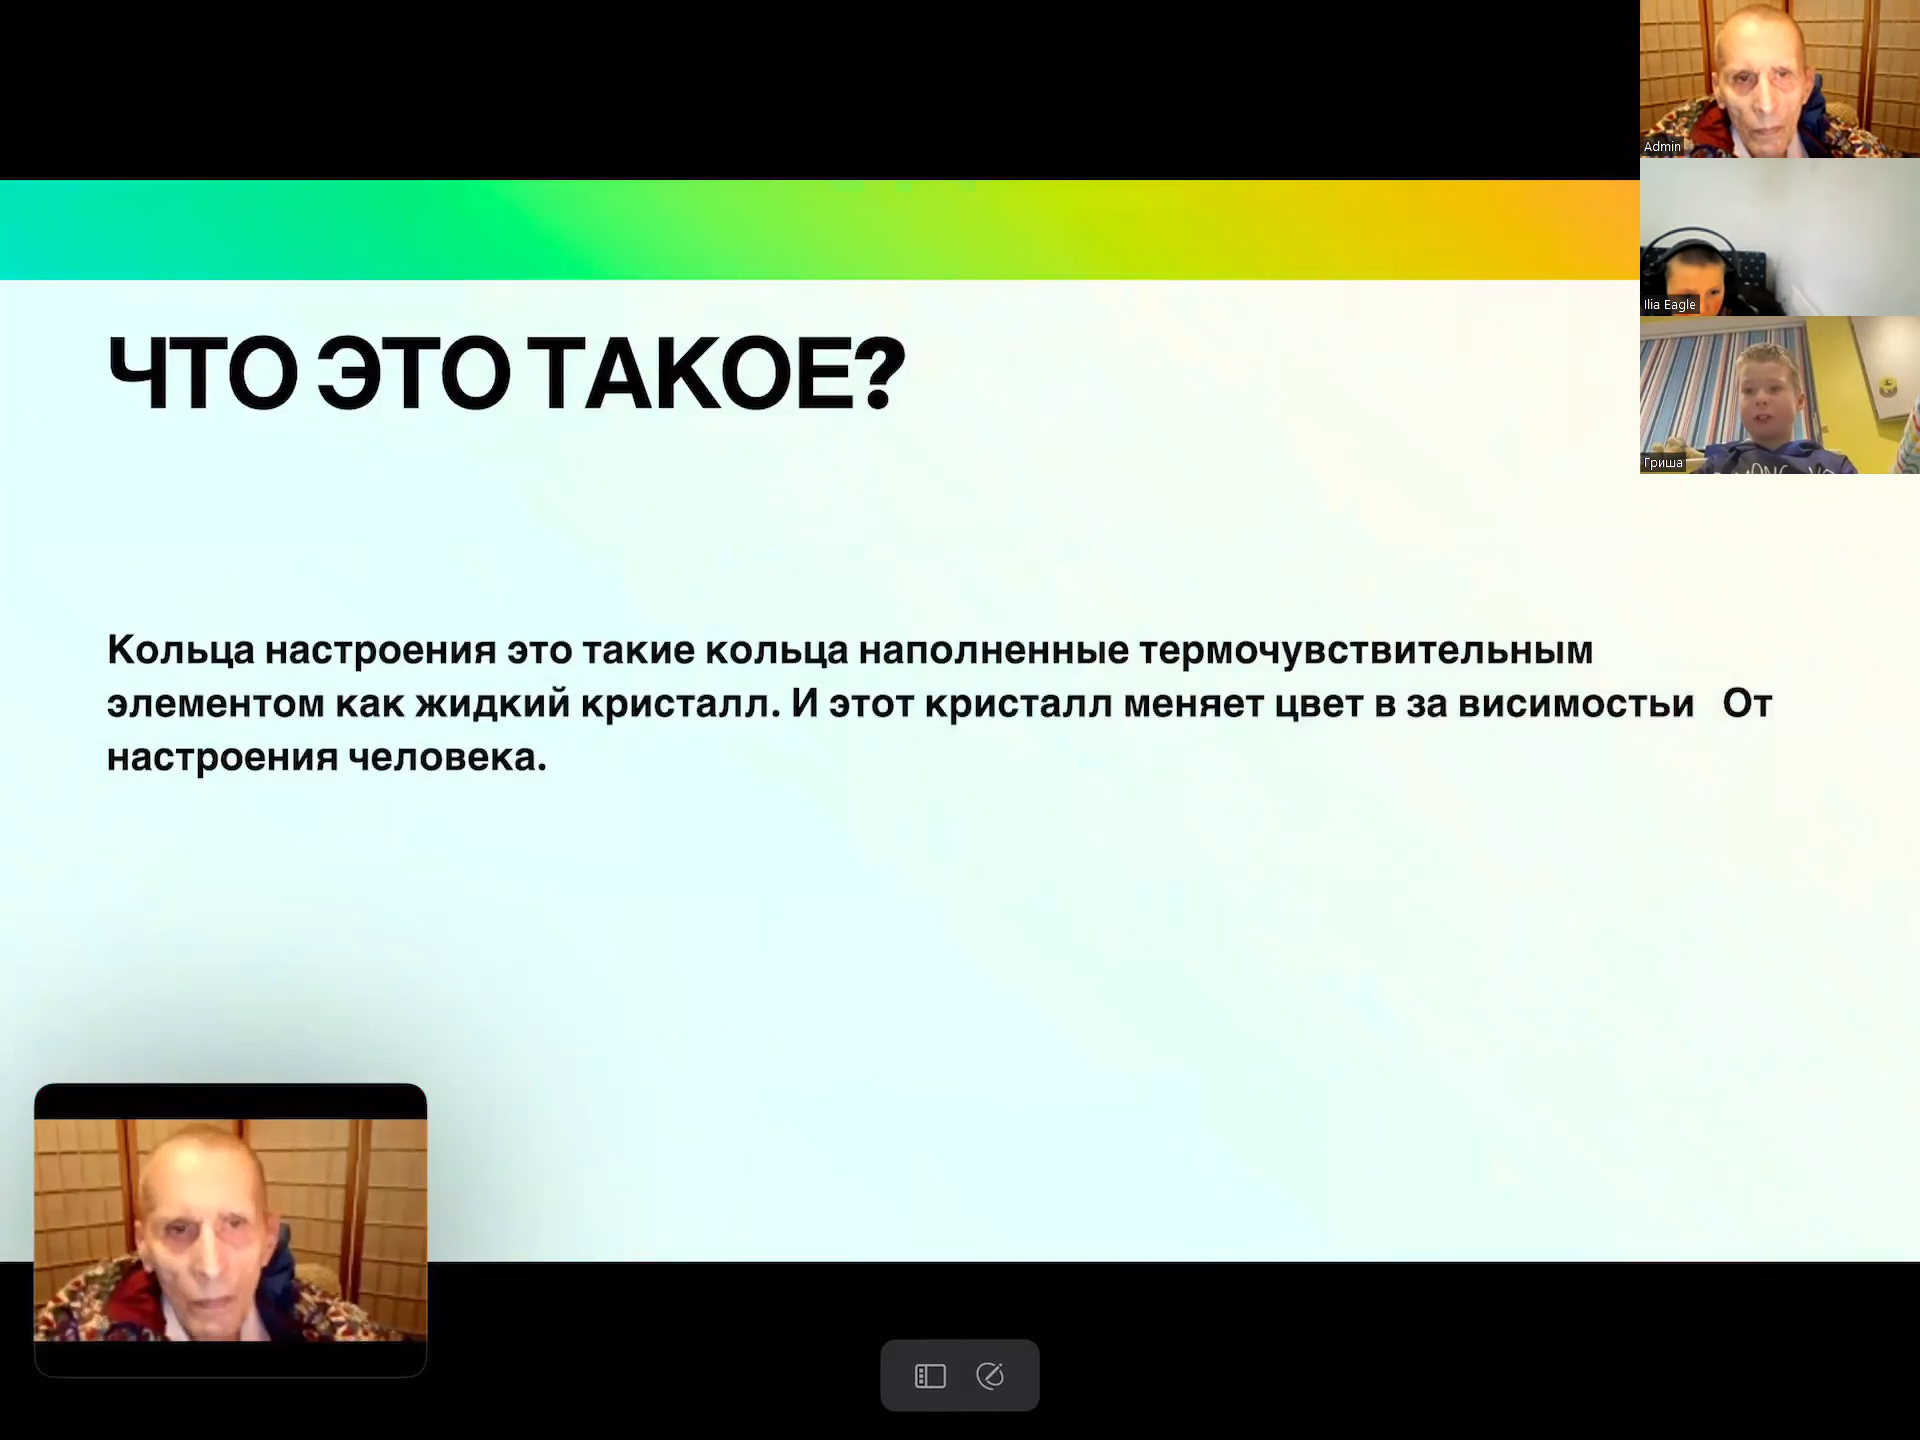 ЧТО ЭТО ТАКОЕ?
Кольца настроения это такие кольца наполненные термочувствительным
элементом как жидкий кристалл. И этот кристалл меняет цвет в за висимостьи От
настроения человека.
Admin
Ilia Eagle
Гриша